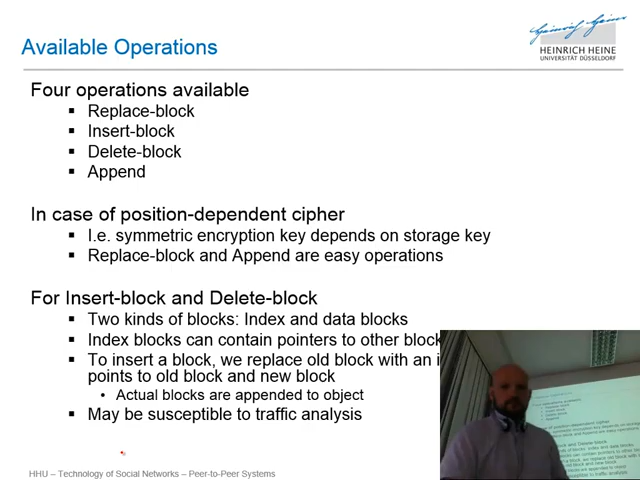 Available Operations
HEINRICH HEINE
UNIVERSITÄT DÜSSELDORF
Four operations available
Replace-block
Insert-block
Delete-block
Append
In case of position-dependent cipher
I.e. symmetric encryption key depends on storage key
Replace-block and Append are easy operations
For Insert-block and Delete-block
Two kinds of blocks: Index and data blocks
Index blocks can contain pointers to other block
To insert a block, we replace old block with an i
points to old block and new block
Actual blocks are appended to object
May be susceptible to traffic analysis
HHU – Technology of Social Networks – Peer-to-Peer Systems